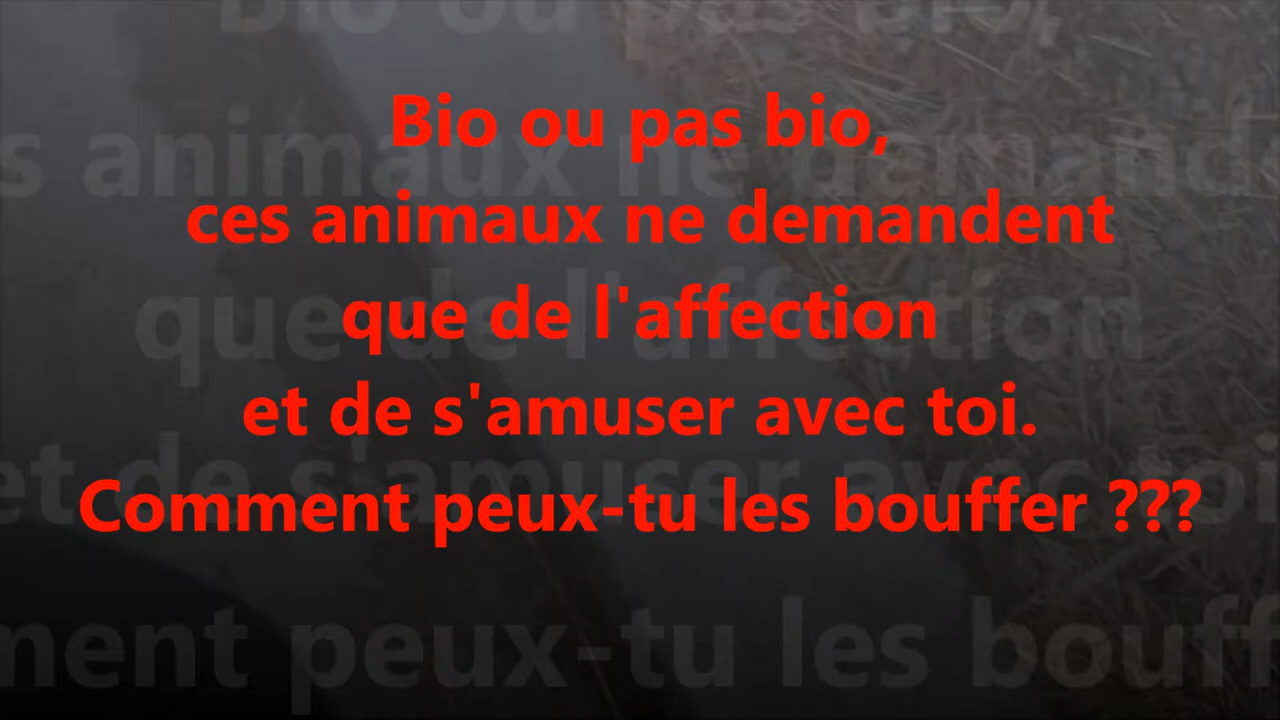 Bio ou pas bio,
ces animaux ne demandent
que de l'affection
et de s'amuser avec toi.
Comment peux-tu les bouffer ???